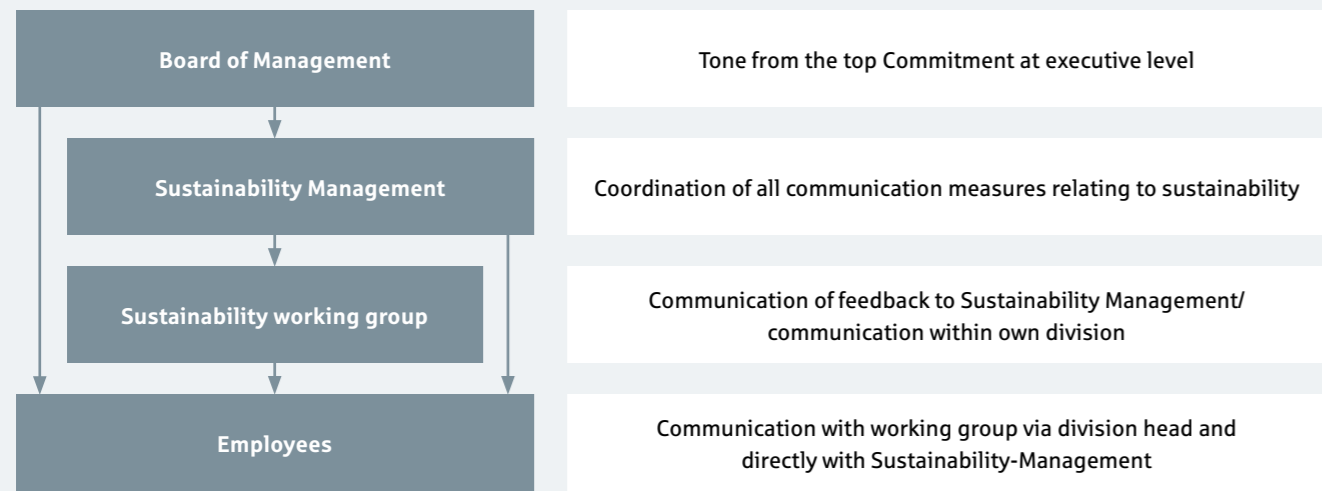 Board of Management
Tone from the top Commitment at executive level
Sustainability Management
Coordination of all communication measures relating to sustainability
Sustainability working group
Communication of feedback to Sustainability Management/
communication within own division
Employees
Communication with working group via division head and
directly with Sustainability-Management